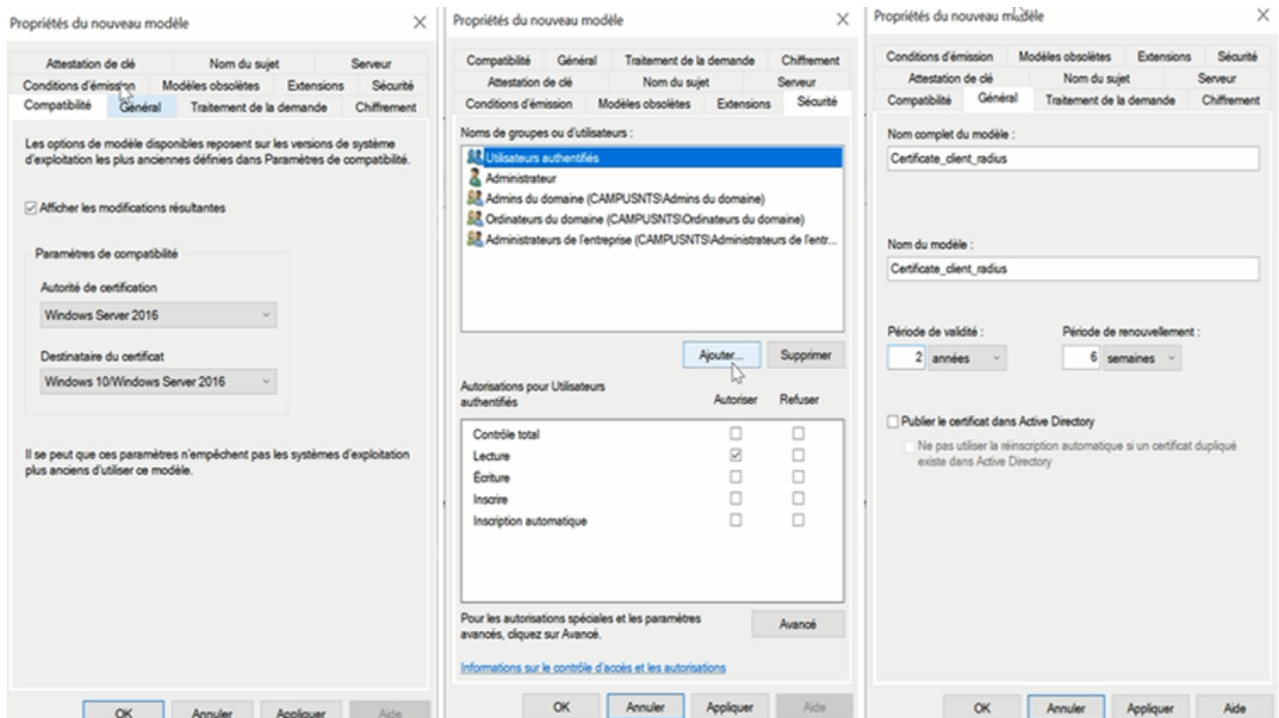 Propriétés du nouveau modèle
Attestation de clé Nom du sujet Serveur
Conditions d'émission Modèles obsolètes Extensions Sécurité
Compatibilité Général Traitement de la demande Chiffrement
Les options de modèle disponibles reposent sur les versions de système
d'exploitation les plus anciennes définies dans Paramètres de compatibilité.
Afficher les modifications résultantes
Paramètres de compatibilité
Autorité de certification
Windows Server 2016
Destinataire du certificat
Windows 10/Windows Server 2016
Il se peut que ces paramètres n'empêchent pas les systèmes d'exploitation
plus anciens d'utiliser ce modèle.
OK Annuler Appliquer Aide
Propriétés du nouveau modèle
Compatibilité Général Traitement de la demande Chiffrement
Attestation de clé Nom du sujet Serveur
Conditions d'émission Modèles obsolètes Extensions Sécurité
Noms de groupes ou d'utilisateurs :
Utilisateurs authentifiés
Administrateur
Admins du domaine (CAMPUSNTS\Admins du domaine)
Ordinateurs du domaine (CAMPUSNTS\Ordinateurs du domaine)
Administrateurs de l'entreprise (CAMPUSNTS\Administrateurs de l'entr...
Ajouter... Supprimer
Autorisations pour Utilisateurs
authentifiés Autoriser Refuser
Contrôle total
Lecture
Écriture
Inscrire
Inscription automatique
Pour les autorisations spéciales et les paramètres
avancés, cliquez sur Avancé.
Avancé
Informations sur le contrôle d'accès et les autorisations
OK Annuler Appliquer Aide
Propriétés du nouveau modèle
Conditions d'émission Modèles obsolètes Extensions Sécurité
Attestation de clé Nom du sujet Serveur
Compatibilité Général Traitement de la demande Chiffrement
Nom complet du modèle :
Certificate_client_radius
Nom du modèle :
Certificate_client_radius
Période de validité : Période de renouvellement :
2 années 6 semaines
Publier le certificat dans Active Directory
Ne pas utiliser la réinscription automatique si un certificat dupliqué
existe dans Active Directory
OK Annuler Appliquer Aide